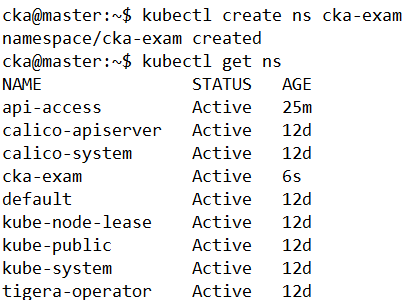 cka@master:~$ kubectl create ns cka-exam
namespace/cka-exam created
cka@master:~$ kubectl get ns
NAME              STATUS   AGE
api-access        Active   25m
calico-apiserver  Active   12d
calico-system     Active   12d
cka-exam          Active   6s
default           Active   12d
kube-node-lease   Active   12d
kube-public       Active   12d
kube-system       Active   12d
tigera-operator   Active   12d